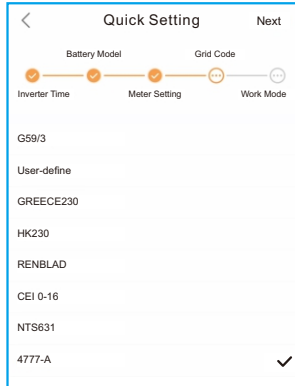 Quick Setting Next
Battery Model Grid Code
Inverter Time Meter Setting Work Mode
G59/3
User-define
GREECE230
HK230
RENBLAD
CEI 0-16
NTS631
4777-A